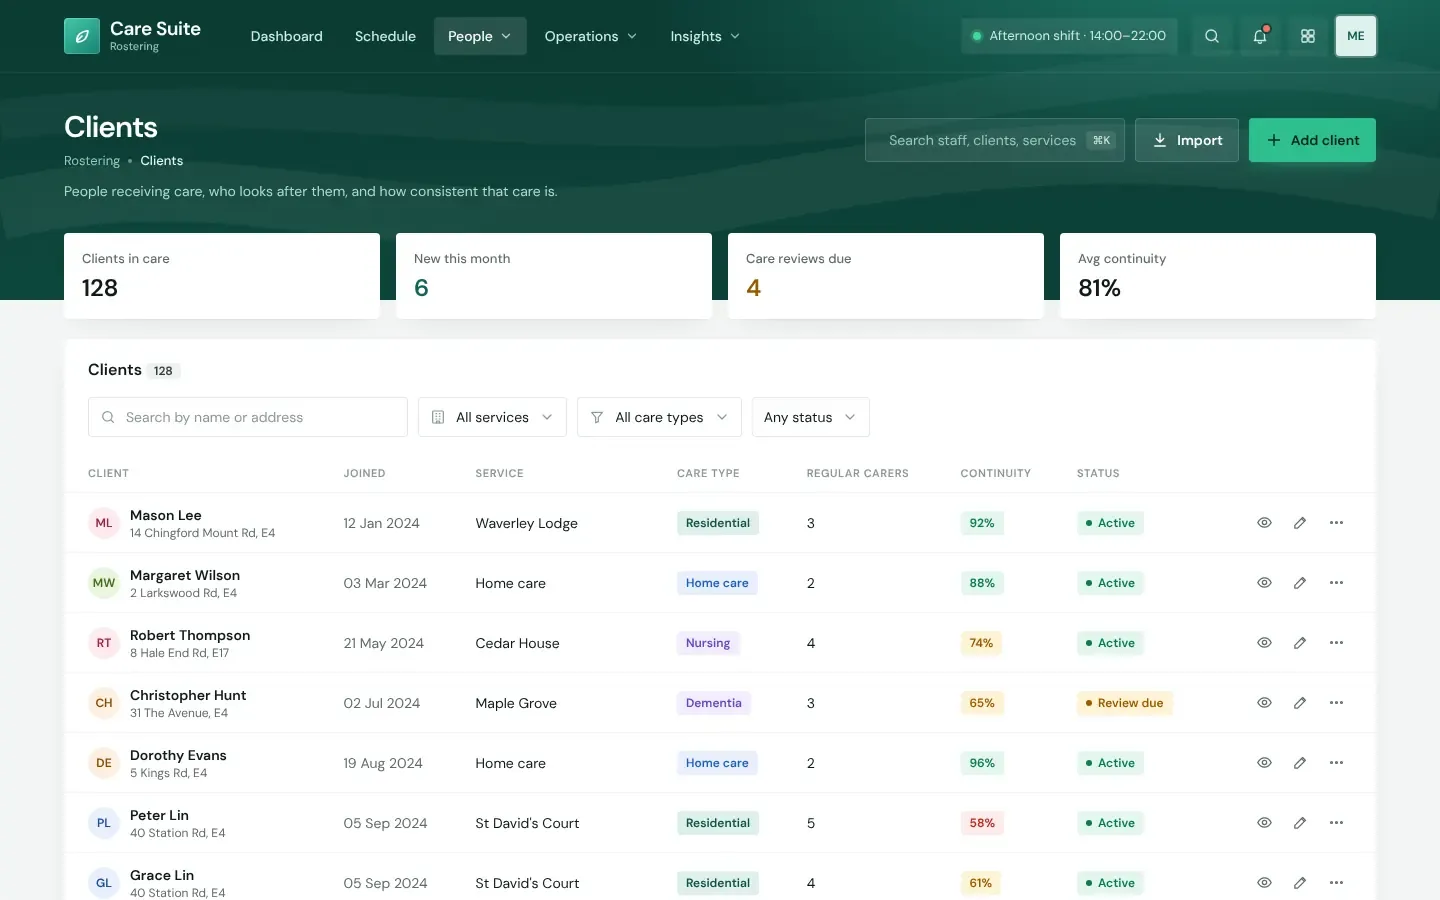 Care Suite
Rostering
Dashboard
Schedule
People
Operations
Insights
Afternoon shift · 14:00–22:00
ME
Clients
Rostering • Clients
People receiving care, who looks after them, and how consistent that care is.
Search staff, clients, services ⌘K
Import
Add client
Clients in care
128
New this month
6
Care reviews due
4
Avg continuity
81%
Clients 128
Search by name or address
All services
All care types
Any status
CLIENT JOINED SERVICE CARE TYPE REGULAR CARERS CONTINUITY STATUS
ML Mason Lee 12 Jan 2024 Waverley Lodge Residential 3 92% Active
14 Chingford Mount Rd, E4
MW Margaret Wilson 03 Mar 2024 Home care Home care 2 88% Active
2 Larkswood Rd, E4
RT Robert Thompson 21 May 2024 Cedar House Nursing 4 74% Active
8 Hale End Rd, E17
CH Christopher Hunt 02 Jul 2024 Maple Grove Dementia 3 65% Review due
31 The Avenue, E4
DE Dorothy Evans 19 Aug 2024 Home care Home care 2 96% Active
5 Kings Rd, E4
PL Peter Lin 05 Sep 2024 St David's Court Residential 5 58% Active
40 Station Rd, E4
GL Grace Lin 05 Sep 2024 St David's Court Residential 4 61% Active
40 Station Rd, E4